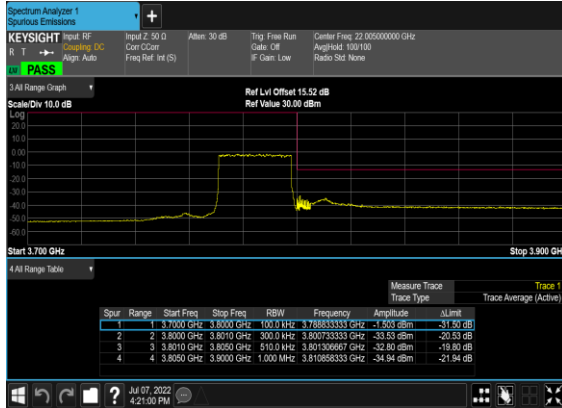 Spectrum Analyzer 1
Spurious Emissions
+
KEYSIGHT Input: RF Input Z: 50 Ω Atten: 30 dB Trig: Free Run Center Freq: 22.005000000 GHz
R T Coupling: DC Corr CCorr Gate: Off Avg|Hold: 100/100
Align: Auto Freq Ref: Int (S) IF Gain: Low Radio Std: None
PASS
3 All Range Graph
Ref Lvl Offset 15.52 dB
Scale/Div 10.0 dB Ref Value 30.00 dBm
Log
20.0
10.0
0.00
-10.0
-20.0
-30.0
-40.0
-50.0
-60.0
Start 3.700 GHz Stop 3.900 GH
4 All Range Table
Measure Trace Trace 1
Trace Type Trace Average (Active)
Spur Range Start Freq Stop Freq RBW Frequency Amplitude ΔLimit
1 1 3.7000 GHz 3.8000 GHz 100.0 kHz 3.788833333 GHz -1.503 dBm -31.50 dB
2 2 3.8000 GHz 3.8010 GHz 300.0 kHz 3.800733333 GHz -33.53 dBm -20.53 dB
3 3 3.8010 GHz 3.8050 GHz 510.0 kHz 3.801306667 GHz -32.80 dBm -19.80 dB
4 4 3.8050 GHz 3.9000 GHz 1.000 MHz 3.810858333 GHz -34.94 dBm -21.94 dB
? Jul 07, 2022
4:21:00 PM